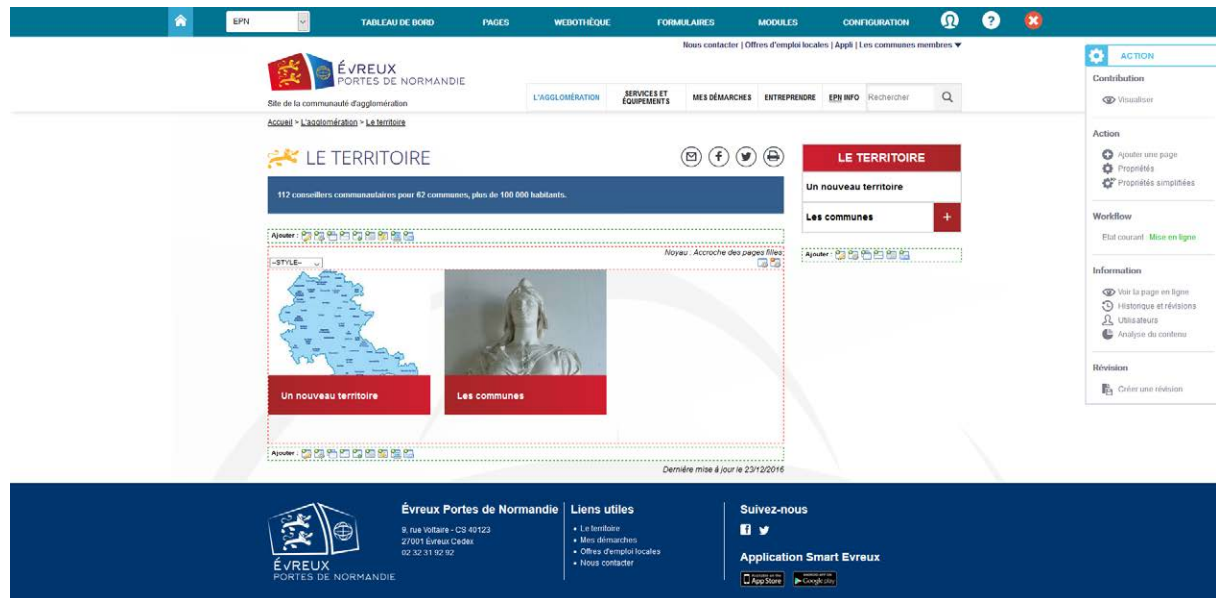 EPN
TABLEAU DE BORD
PAGES
WEBOTHÈQUE
FORMULAIRES
MODULES
CONFIGURATION
?
Nous contacter | Offres d'emploi locales | Appli | Les communes membres ▼
ÉVREUX
PORTES DE NORMANDIE
Site de la communauté d'agglomération
L'AGGLOMÉRATION
SERVICES ET
ÉQUIPEMENTS
MES DÉMARCHES
ENTREPRENDRE
EPN INFO
Rechercher
Accueil > L'agglomération > Le territoire
LE TERRITOIRE
112 conseillers communautaires pour 62 communes, plus de 100 000 habitants.
Ajouter :
Noyau : Accroche des pages filles
--STYLE--
Un nouveau territoire
Les communes
Ajouter :
Dernière mise à jour le 23/12/2016
LE TERRITOIRE
Un nouveau territoire
Les communes +
Ajouter :
ACTION
Contribution
Visualiser
Action
Ajouter une page
Propriétés
Propriétés simplifiées
Workflow
Etat courant : Mise en ligne
Information
Voir la page en ligne
Historique et révisions
Utilisateurs
Analyse du contenu
Révision
Créer une révision
ÉVREUX
PORTES DE NORMANDIE
Évreux Portes de Normandie
9, rue Voltaire - CS 40123
27001 Évreux Cedex
02 32 31 92 92
Liens utiles
• Le territoire
• Mes démarches
• Offres d'emploi locales
• Nous contacter
Suivez-nous
Application Smart Evreux
App Store
Google play